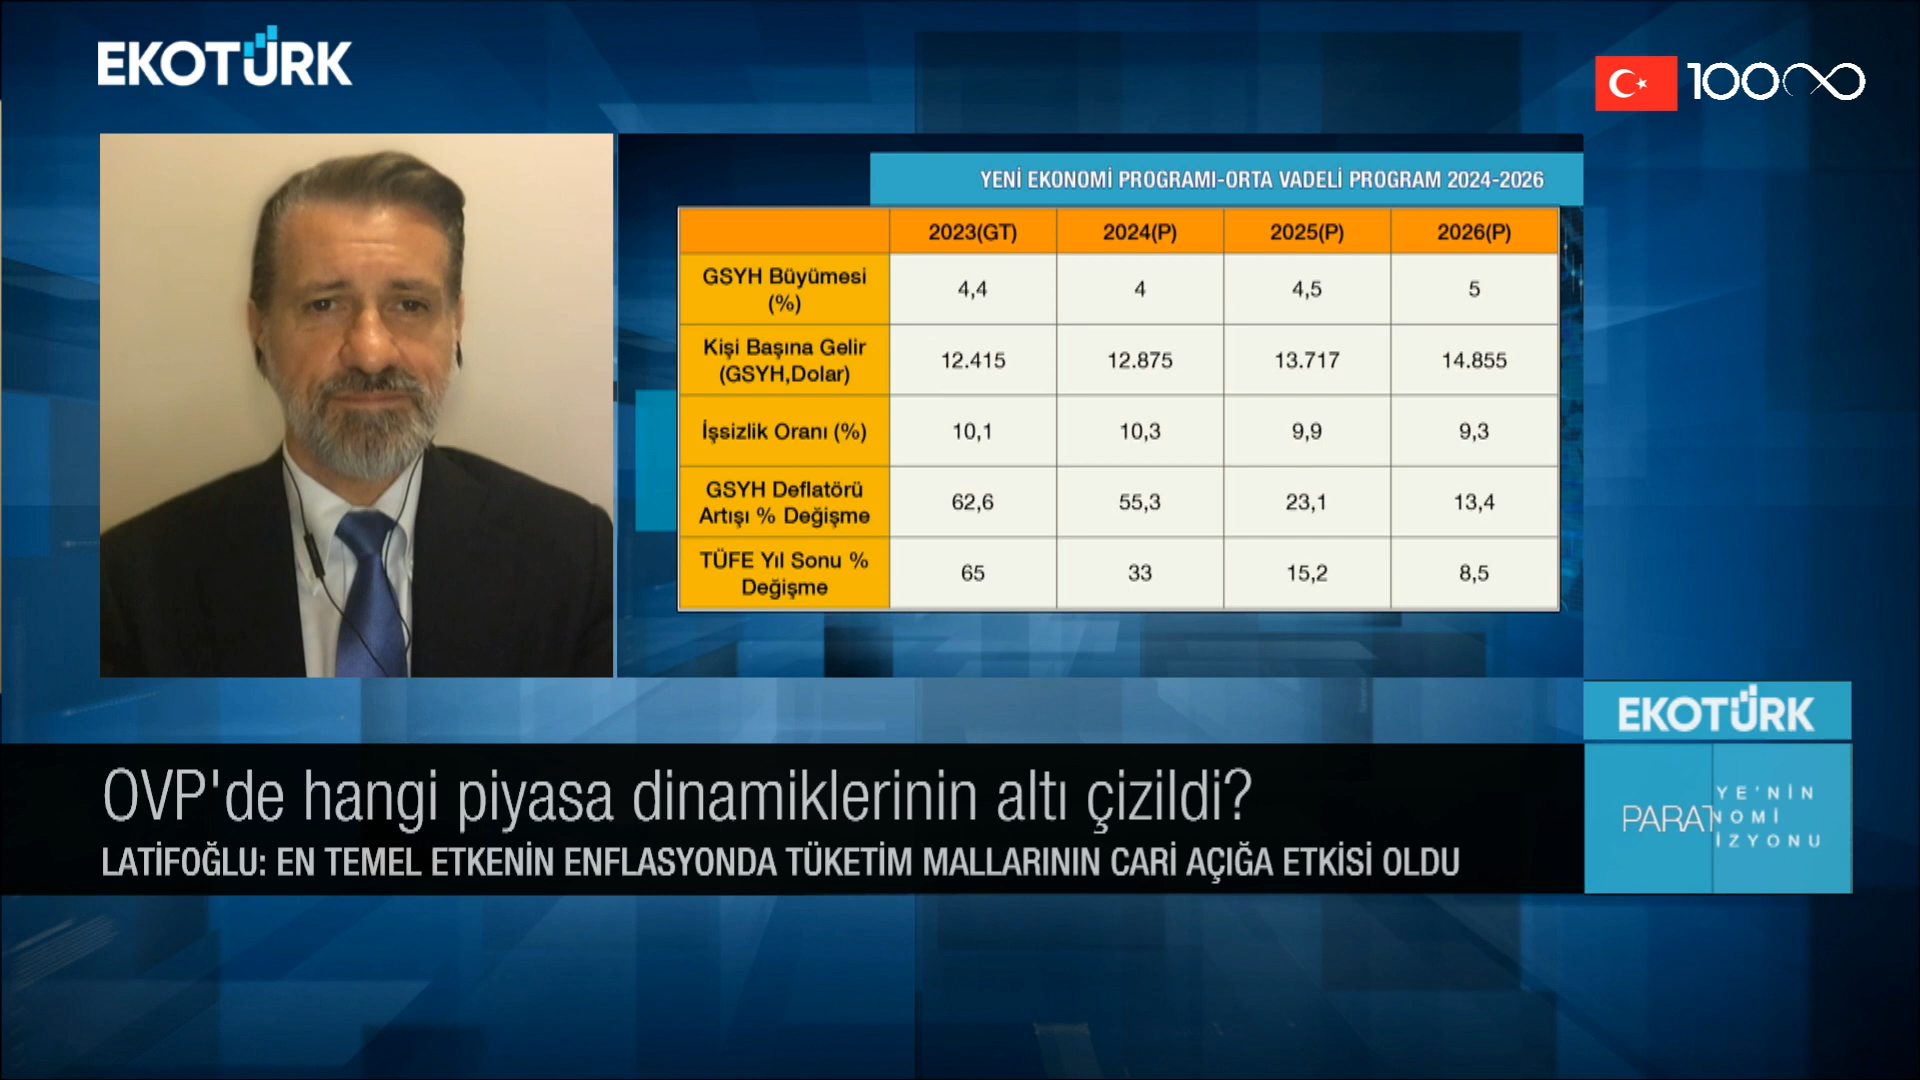 EKOTÜRK
100
YENİ EKONOMİ PROGRAMI-ORTA VADELİ PROGRAM 2024-2026
2023(GT) 2024(P) 2025(P) 2026(P)
GSYH Büyümesi
(%) 4,4 4 4,5 5
Kişi Başına Gelir
(GSYH,Dolar) 12.415 12.875 13.717 14.855
İşsizlik Oranı (%) 10,1 10,3 9,9 9,3
GSYH Deflatörü
Artışı % Değişme 62,6 55,3 23,1 13,4
TÜFE Yıl Sonu %
Değişme 65 33 15,2 8,5
EKOTÜRK
OVP'de hangi piyasa dinamiklerinin altı çizildi?
LATİFOĞLU: EN TEMEL ETKENİN ENFLASYONDA TÜKETİM MALLARININ CARİ AÇIĞA ETKİSİ OLDU
YE'NİN
PARA
NOMİ
İZYONU